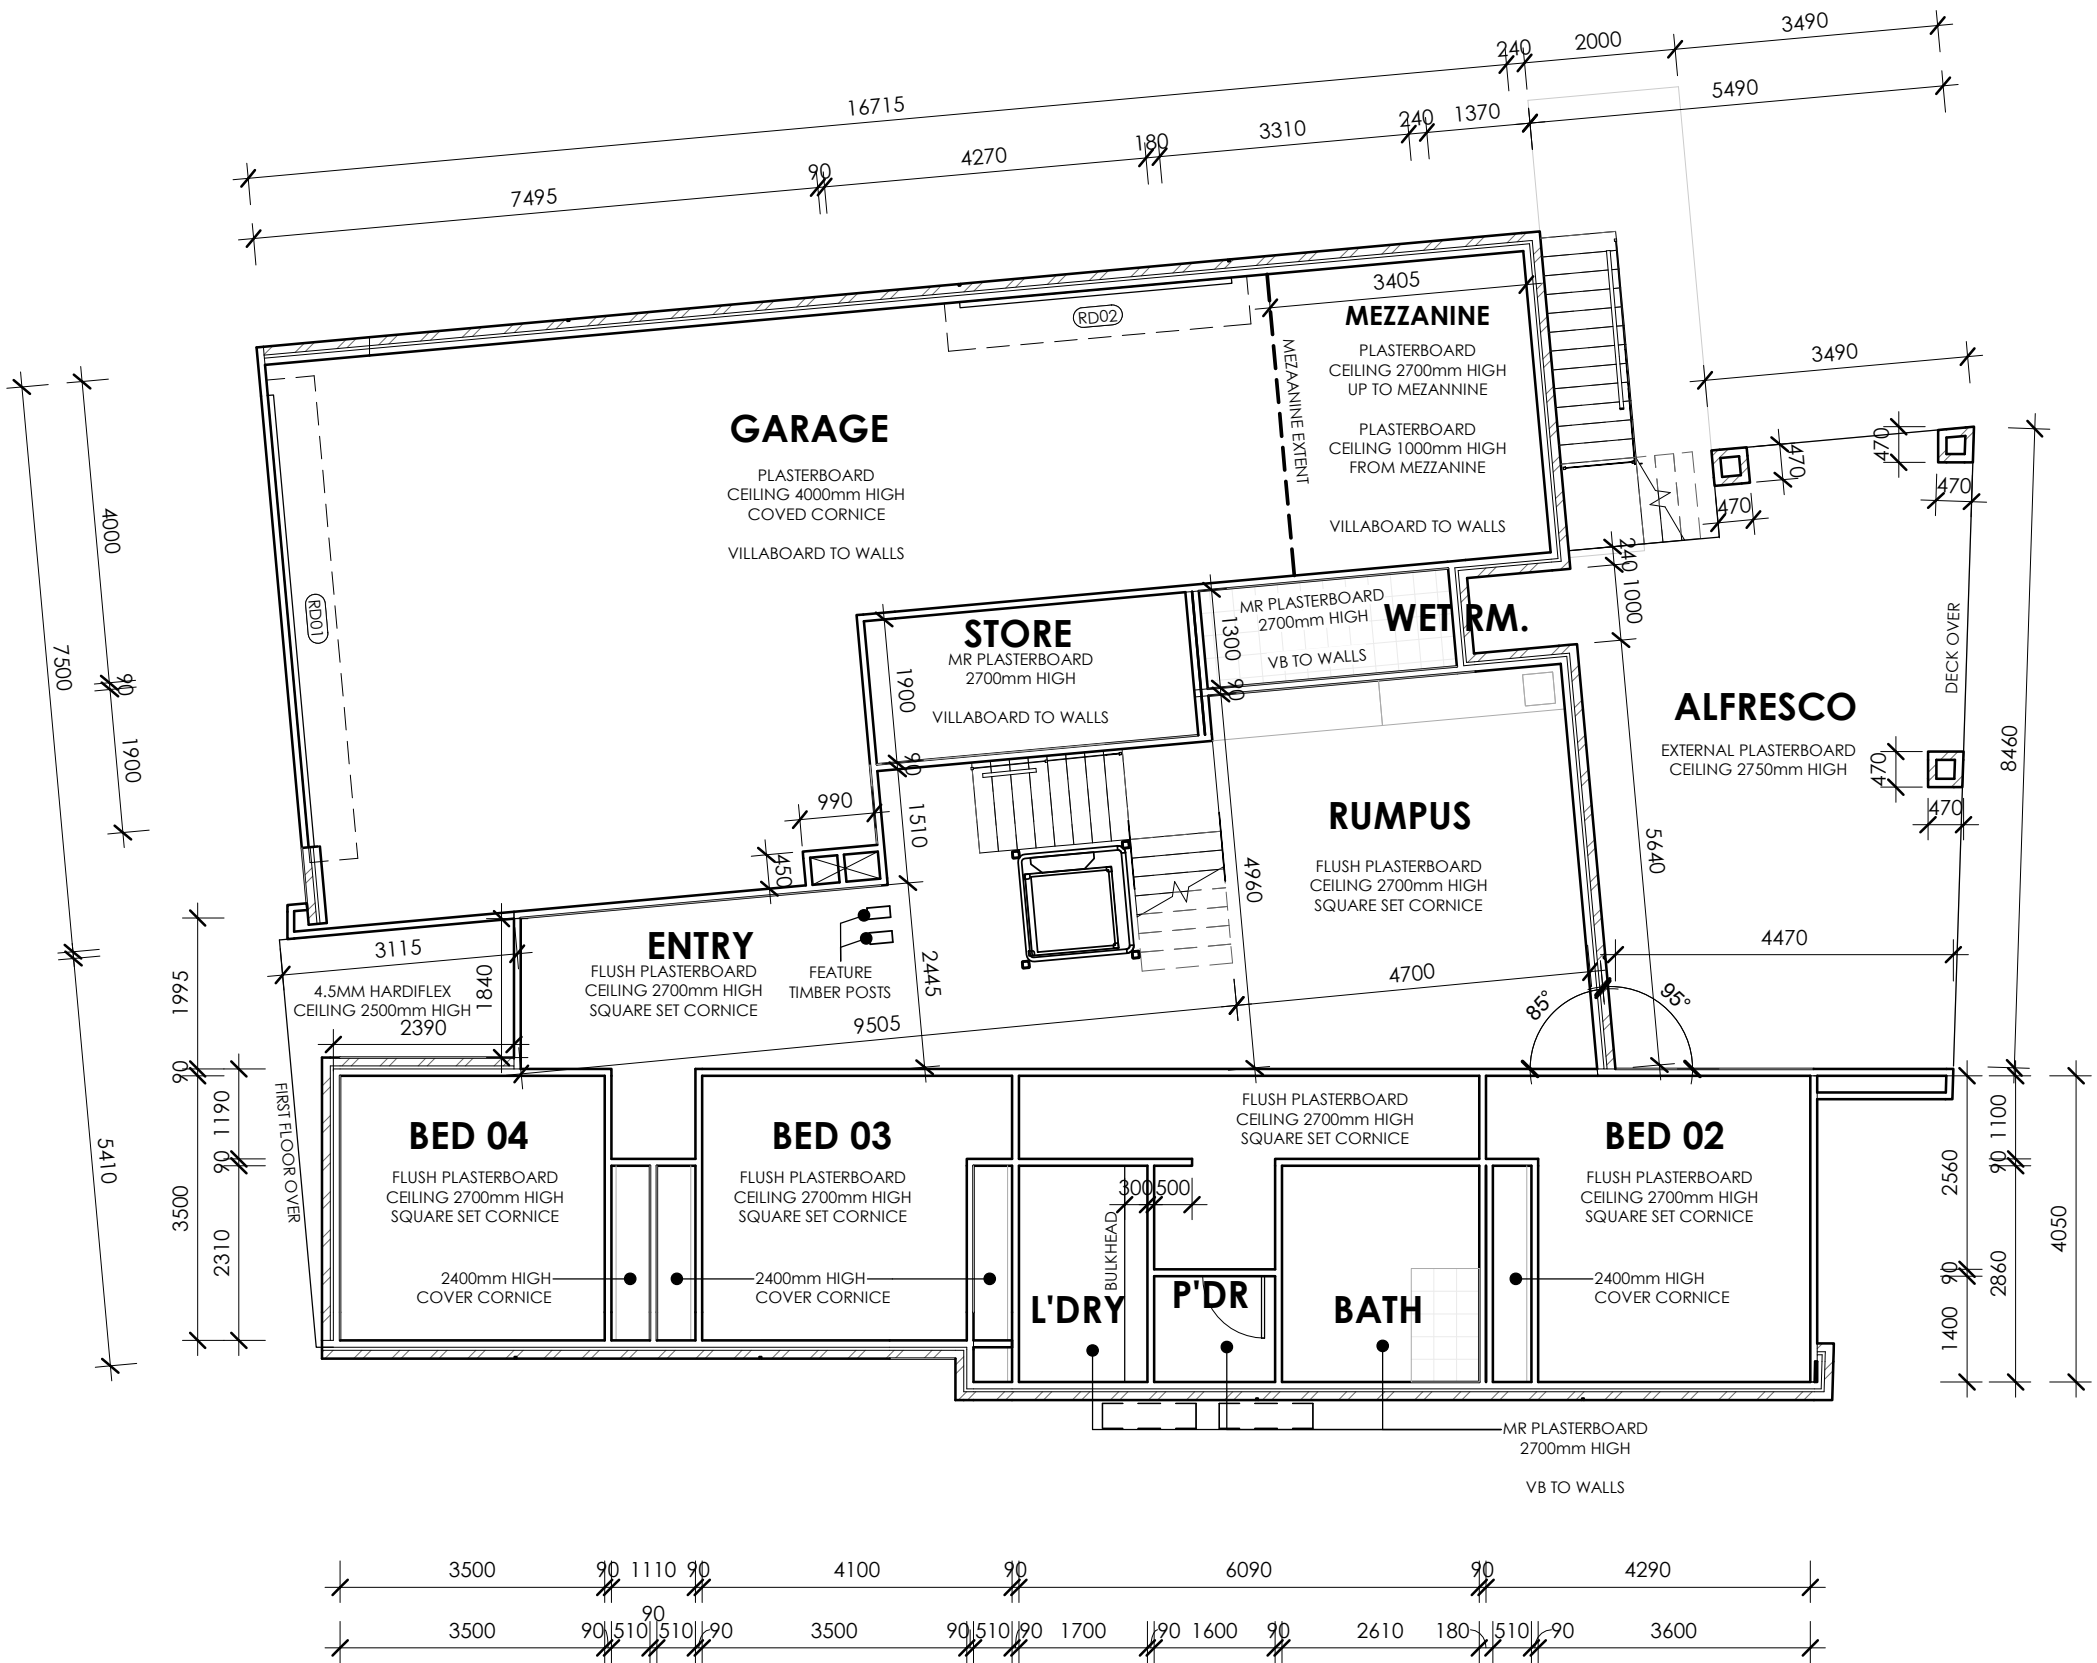 3490
2000
240
5490
16715
1370
240
3310
180
4270
90
7495
3405
MEZZANINE
RD02
PLASTERBOARD
CEILING 2700mm HIGH
UP TO MEZANNINE
MEZAANINE EXTENT
3490
GARAGE
PLASTERBOARD
CEILING 1000mm HIGH
FROM MEZZANINE
470
470
PLASTERBOARD
CEILING 4000mm HIGH
COVED CORNICE
470
470
4000
VILLABOARD TO WALLS
VILLABOARD TO WALLS
240
1000
RD01
MR PLASTERBOARD
2700mm HIGH
WET RM.
STORE
1300
VB TO WALLS
MR PLASTERBOARD
2700mm HIGH
DECK OVER
7500
90
1900
90
VILLABOARD TO WALLS
ALFRESCO
1900
90
EXTERNAL PLASTERBOARD
CEILING 2750mm HIGH
8460
470
990
1510
RUMPUS
470
450
4960
5640
FLUSH PLASTERBOARD
CEILING 2700mm HIGH
SQUARE SET CORNICE
3115
ENTRY
4470
1995
1840
FLUSH PLASTERBOARD
CEILING 2700mm HIGH
SQUARE SET CORNICE
FEATURE
TIMBER POSTS
2445
4700
85°
95°
4.5MM HARDIFLEX
CEILING 2500mm HIGH
2390
9505
90
1190
90
FIRST FLOOR OVER
5410
3500
2310
BED 04
FLUSH PLASTERBOARD
CEILING 2700mm HIGH
SQUARE SET CORNICE
BED 03
FLUSH PLASTERBOARD
CEILING 2700mm HIGH
SQUARE SET CORNICE
FLUSH PLASTERBOARD
CEILING 2700mm HIGH
SQUARE SET CORNICE
BED 02
FLUSH PLASTERBOARD
CEILING 2700mm HIGH
SQUARE SET CORNICE
1100
90
2560
4050
300
500
BULKHEAD
2400mm HIGH
COVER CORNICE
2400mm HIGH
COVER CORNICE
2400mm HIGH
COVER CORNICE
90
2860
1400
L'DRY
P'DR
BATH
MR PLASTERBOARD
2700mm HIGH
VB TO WALLS
3500
90
1110
90
4100
90
6090
90
4290
90
3500
90
510
510
90
3500
90
510
90
1700
90
1600
90
2610
180
510
90
3600